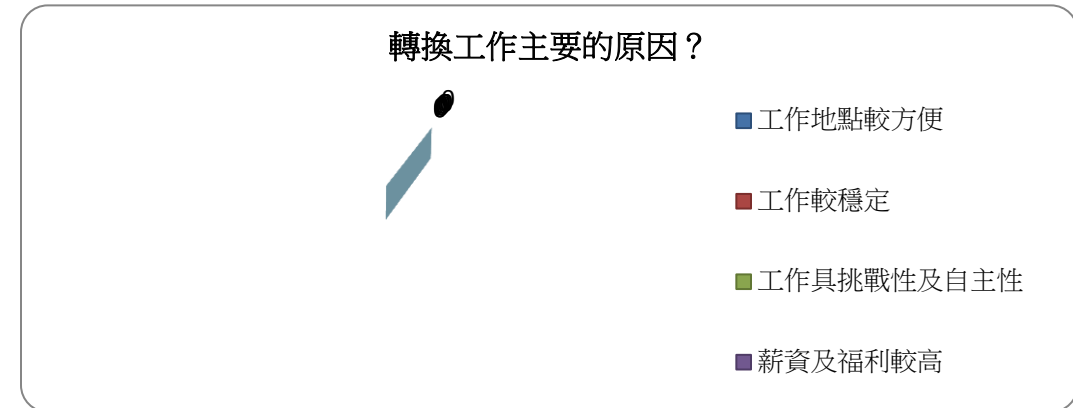 轉換工作主要的原因？
工作地點較方便
工作較穩定
工作具挑戰性及自主性
薪資及福利較高